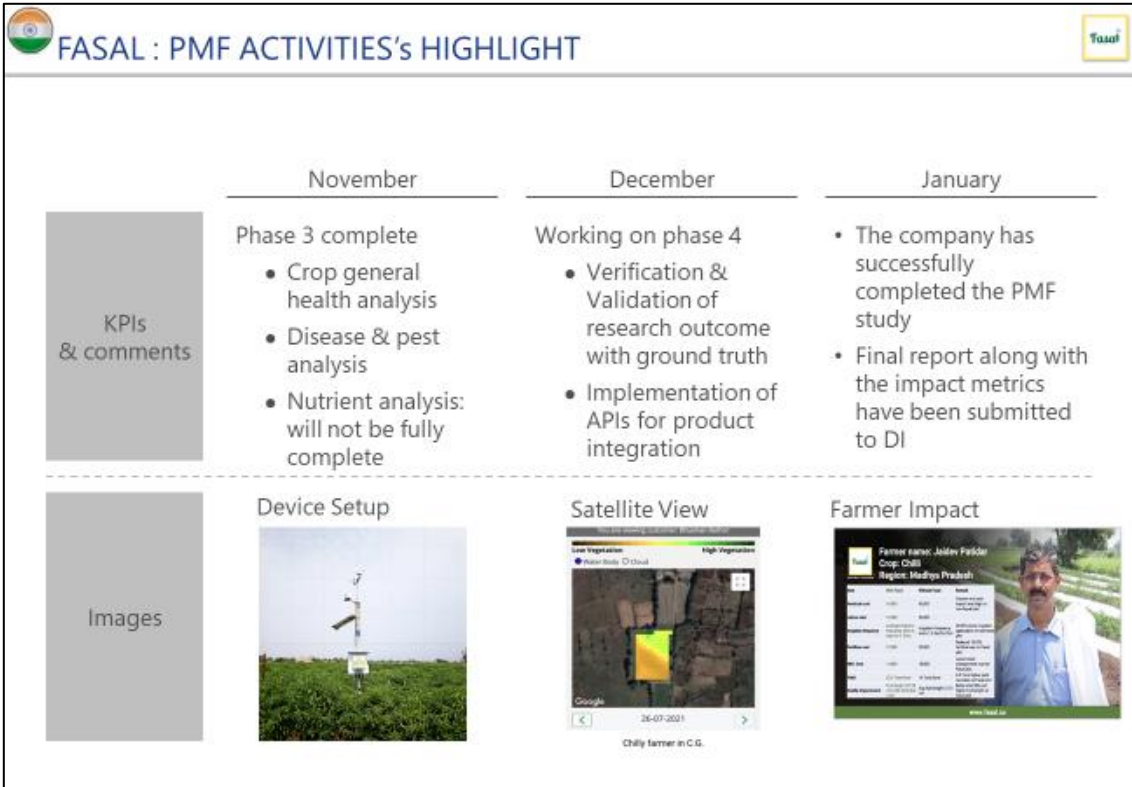 FASAL : PMF ACTIVITIES's HIGHLIGHT
Fasal
November
December
January
KPIs
& comments
Phase 3 complete
• Crop general
health analysis
• Disease & pest
analysis
• Nutrient analysis:
will not be fully
complete
Working on phase 4
• Verification &
Validation of
research outcome
with ground truth
• Implementation of
APIs for product
integration
• The company has
successfully
completed the PMF
study
• Final report along with
the impact metrics
have been submitted
to DI
Images
Device Setup
Satellite View
Low Vegetation
High Vegetation
Water Body
Cloud
Google
26-07-2021
Chilly farmer in C.G.
Farmer Impact
Fasal
Farmer name: Jaidev Patidar
Crop: Chilli
Region: Madhya Pradesh